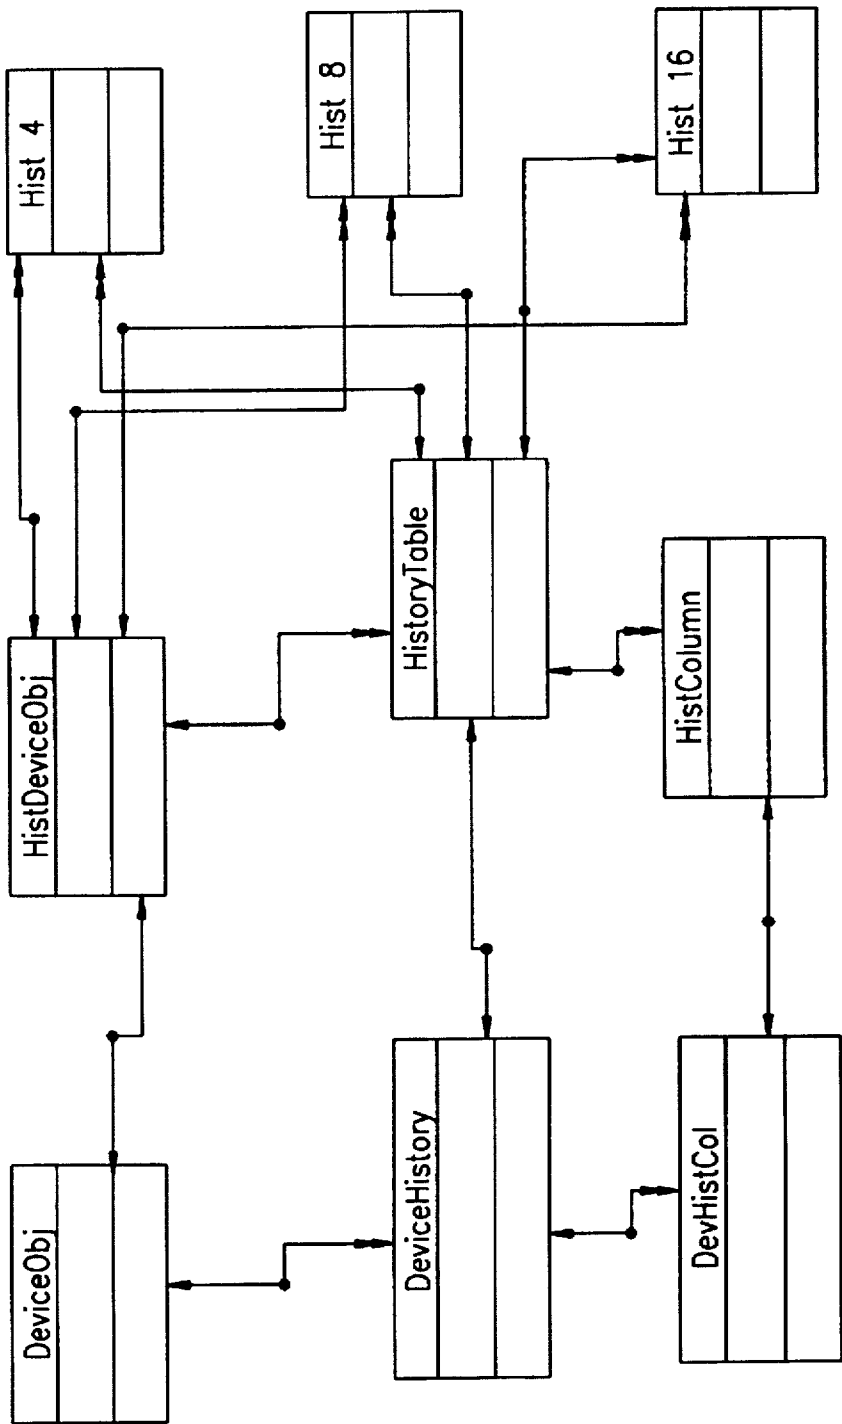 DeviceObj
HistDeviceObj
Hist 4
DeviceHistory
HistoryTable
Hist 8
DevHistCol
HistColumn
Hist 16